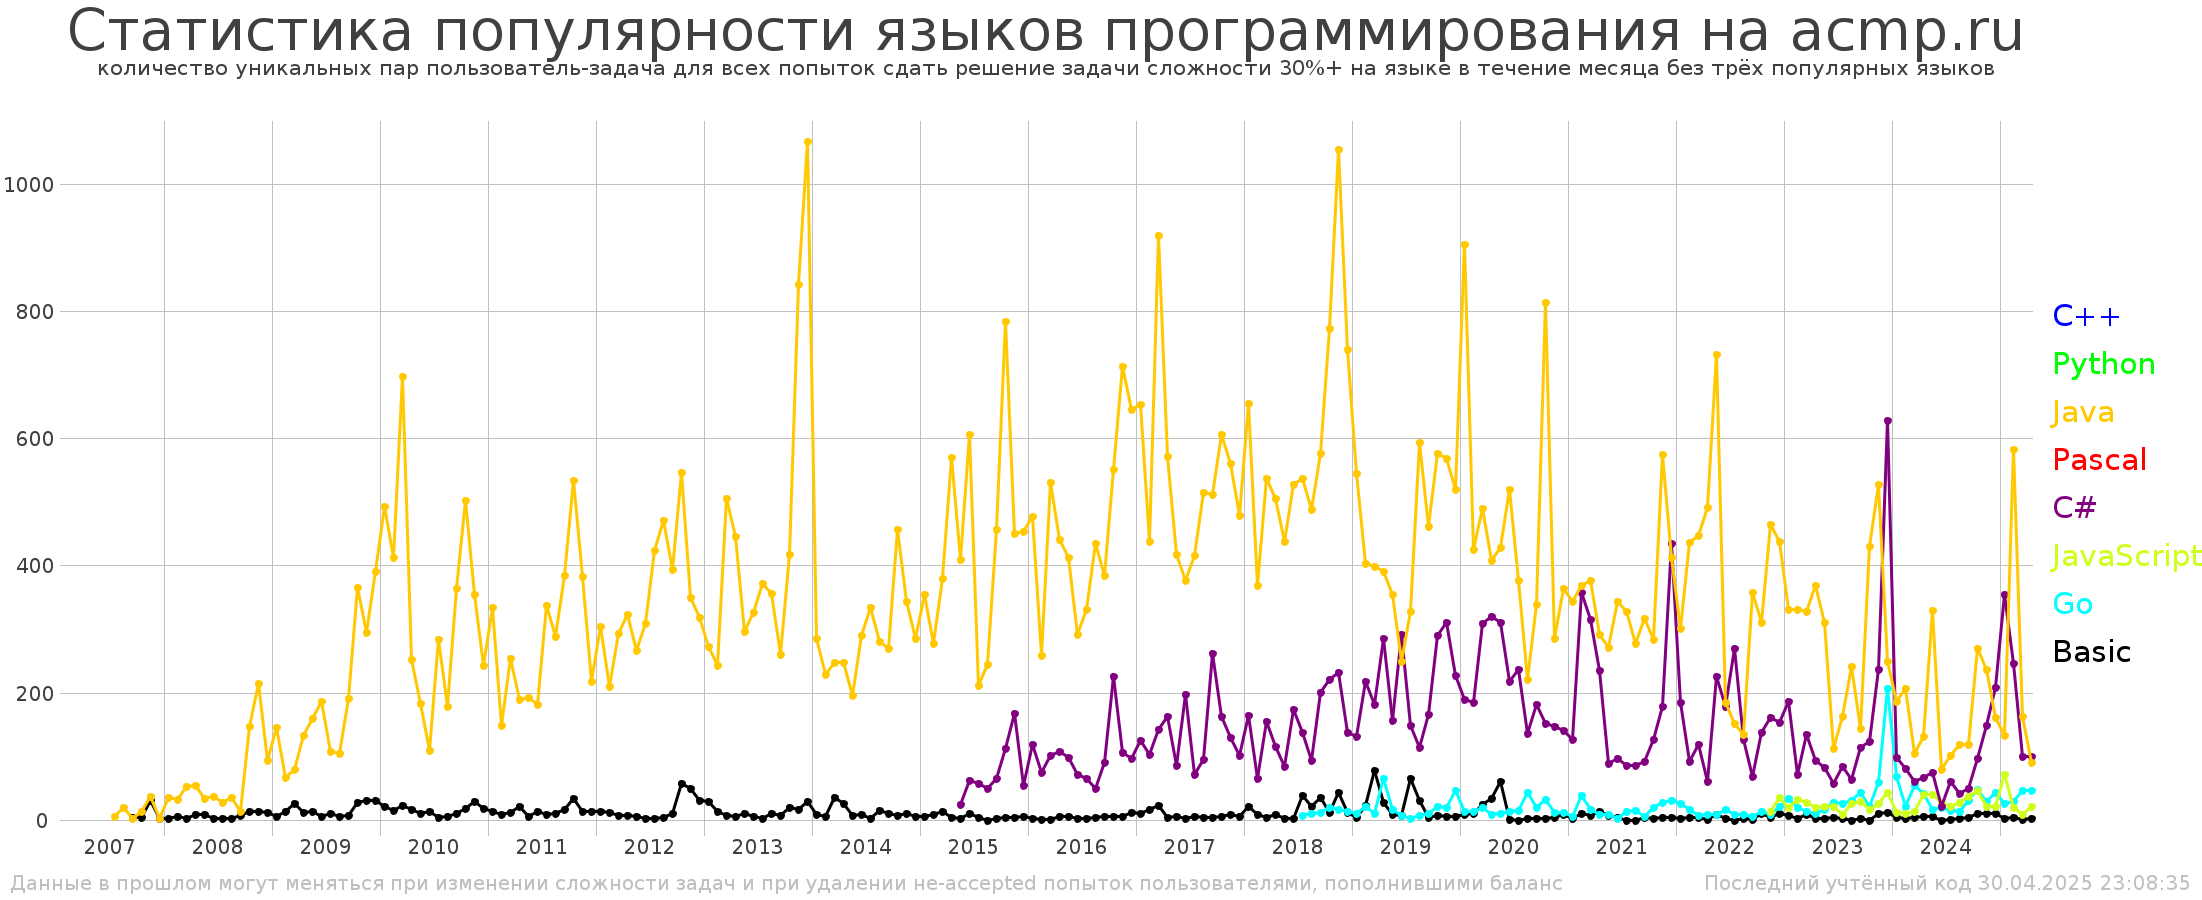 Статистика популярности языков программирования на acmp.ru
количество уникальных пар пользователь-задача для всех попыток сдать решение задачи сложности 30%+ на языке в течение месяца без трёх популярных языков
1000
800
600
400
200
0
C++
Python
Java
Pascal
C#
JavaScript
Go
Basic
2007 2008 2009 2010 2011 2012 2013 2014 2015 2016 2017 2018 2019 2020 2021 2022 2023 2024
Данные в прошлом могут меняться при изменении сложности задач и при удалении не-accepted попыток пользователями, пополнившими баланс
Последний учтённый код 30.04.2025 23:08:35